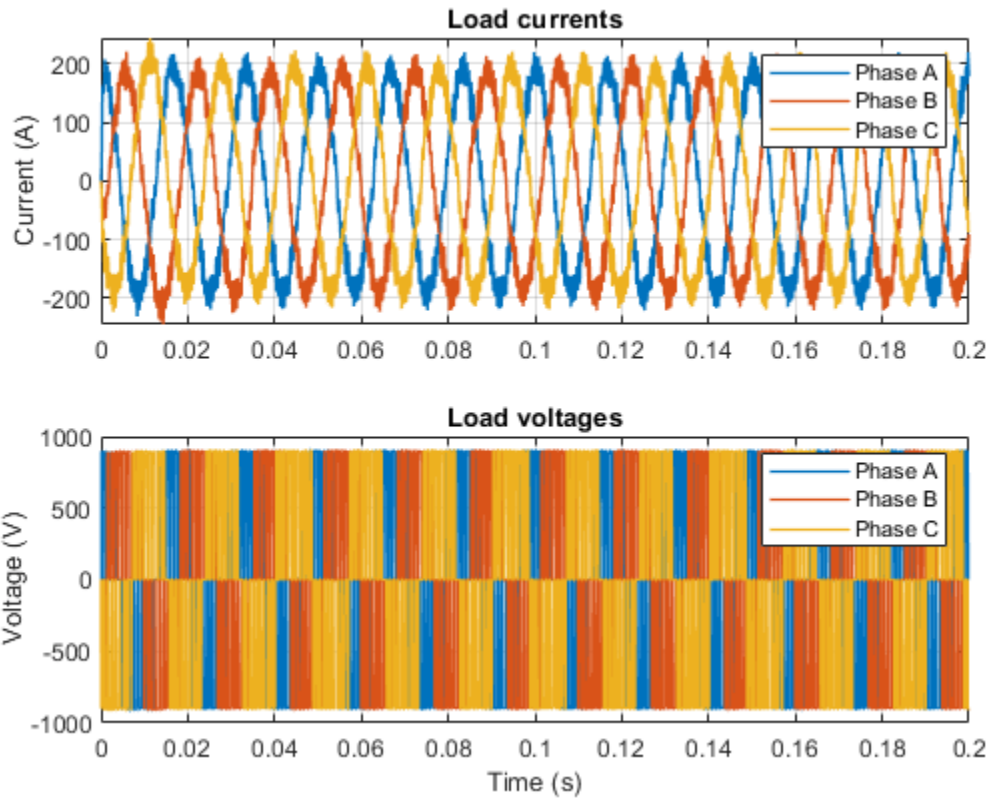 Load currents
Current (A)
200
100
0
-100
-200
0 0.02 0.04 0.06 0.08 0.1 0.12 0.14 0.16 0.18 0.2
Phase A
Phase B
Phase C
Load voltages
Voltage (V)
1000
500
0
-500
-1000
0 0.02 0.04 0.06 0.08 0.1 0.12 0.14 0.16 0.18 0.2
Phase A
Phase B
Phase C
Time (s)